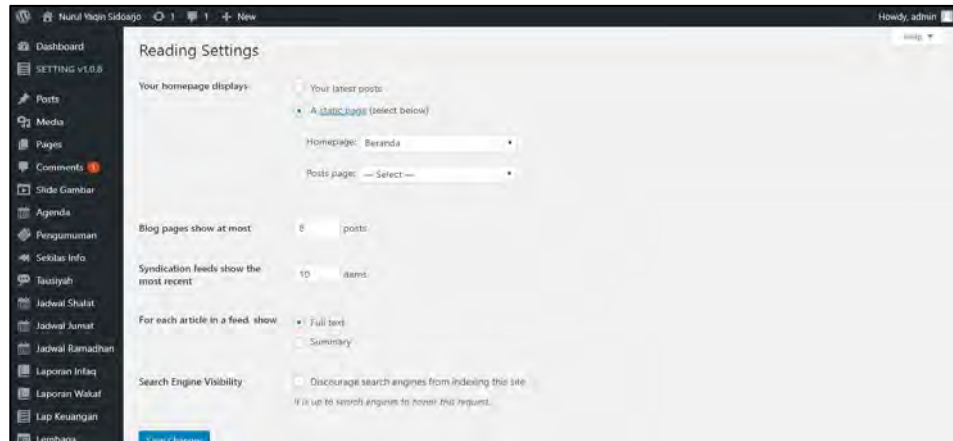 Nurul Yaqin Sidoarjo 1 1 + New Howdy, admin
Help
Dashboard
SETTING v1.0.8
Posts
Media
Pages
Comments 1
Slide Gambar
Agenda
Pengumuman
Sekilas Info
Tausiyah
Jadwal Shalat
Jadwal Jumat
Jadwal Ramadhan
Laporan Infaq
Laporan Wakaf
Lap Keuangan
Lembaga
Reading Settings
Your homepage displays
Your latest posts
A static page (select below)
Homepage: Beranda
Posts page: — Select —
Blog pages show at most
posts
Syndication feeds show the
most recent
10 items
For each article in a feed, show
Full text
Summary
Search Engine Visibility
Discourage search engines from indexing this site
It is up to search engines to honor this request.
Save Changes